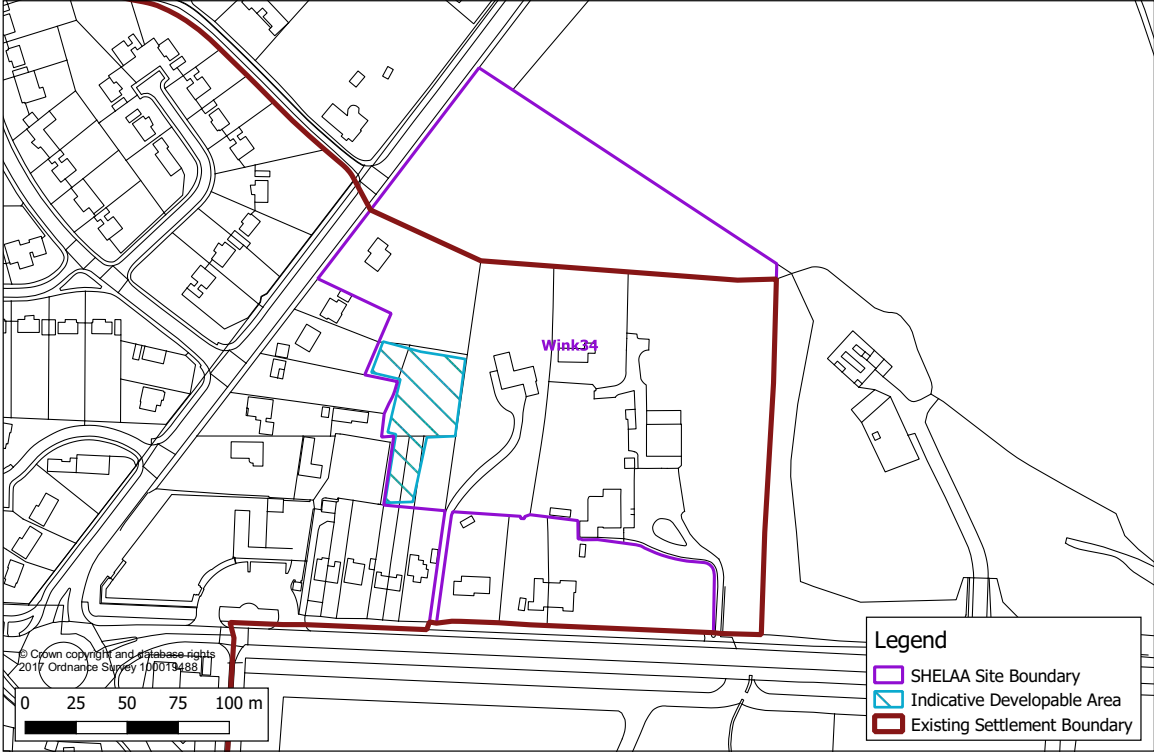 Wink34
© Crown copyright and database rights
2017 Ordnance Survey 100019488
0 25 50 75 100 m
Legend
SHELAA Site Boundary
Indicative Developable Area
Existing Settlement Boundary